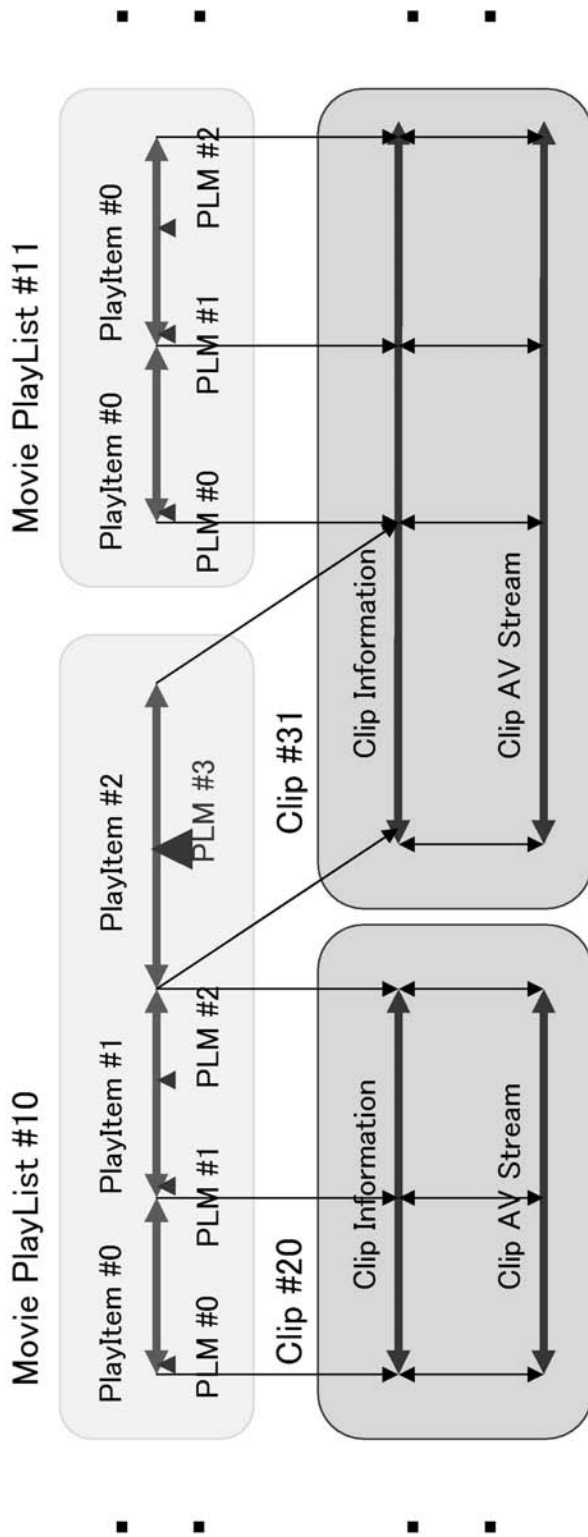 Movie PlayList #10
PlayItem #0
PlayItem #1
PlayItem #2
PLM #0
PLM #1
PLM #2
PLM #3
Movie PlayList #11
PlayItem #0
PlayItem #0
PLM #0
PLM #1
PLM #2
Clip #20
Clip Information
Clip AV Stream
Clip #31
Clip Information
Clip AV Stream